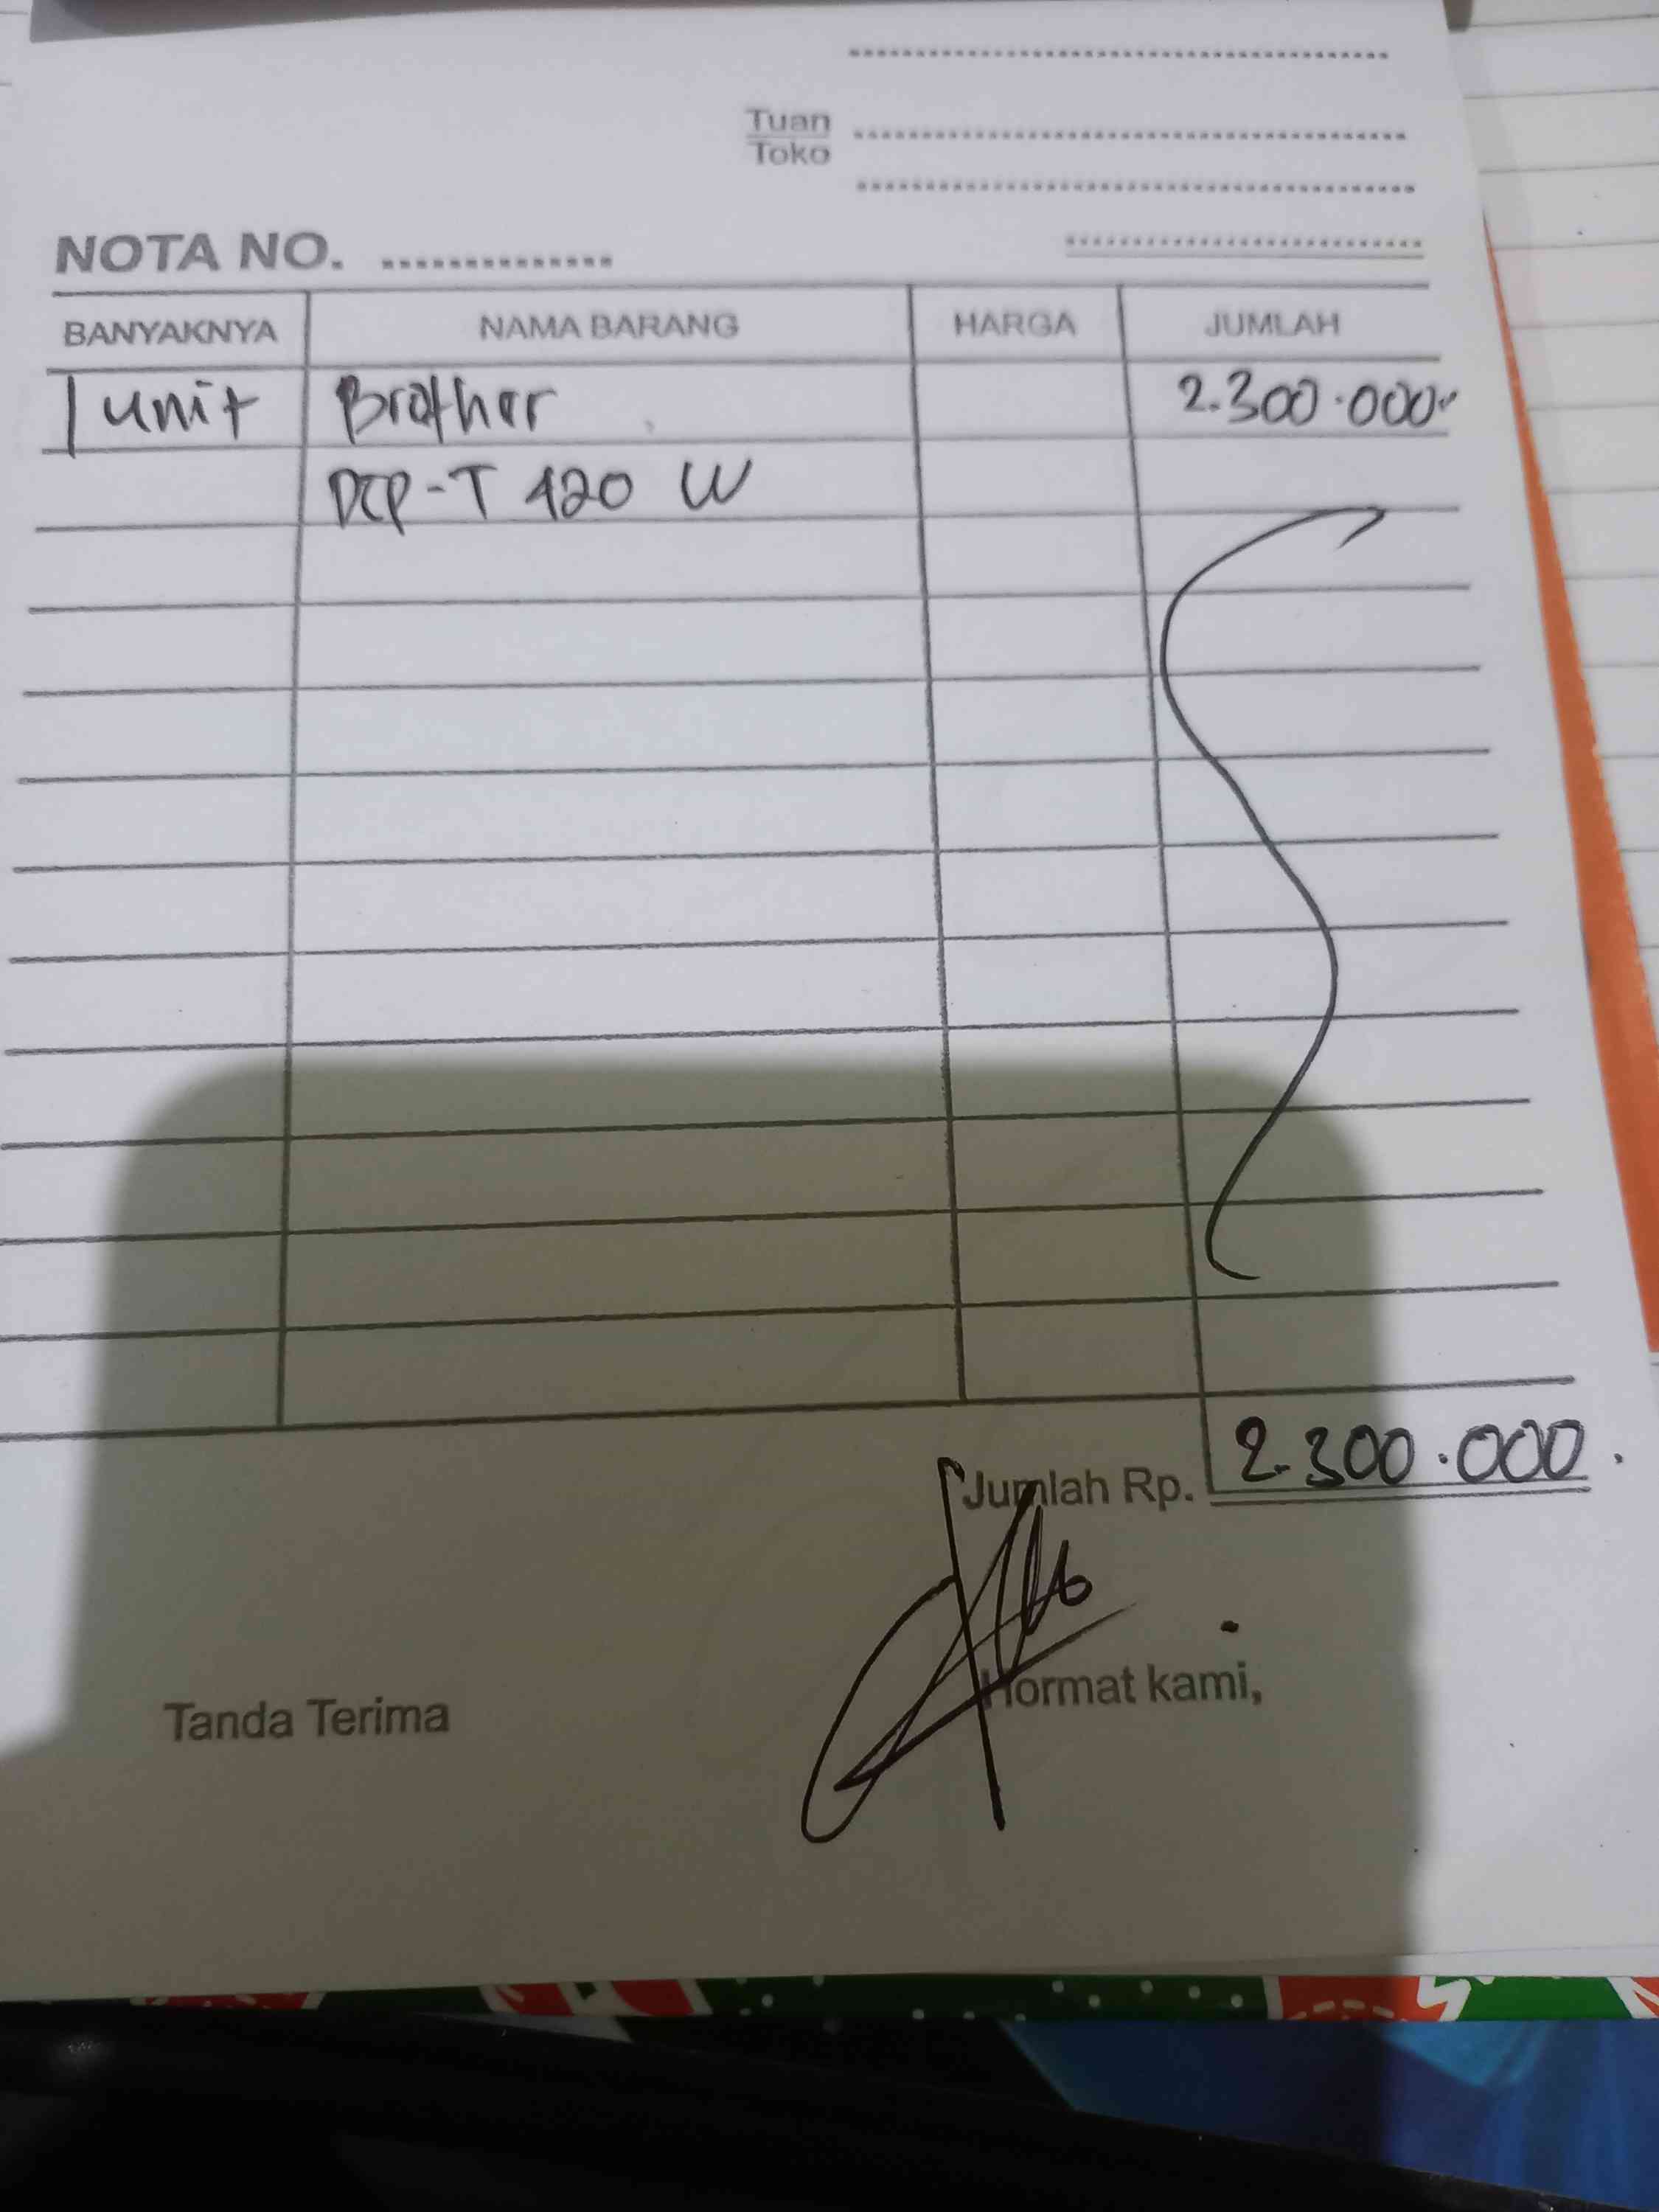 Tuan
Toko
NOTA NO.
BANYAKNYA NAMA BARANG HARGA JUMLAH
1 unit Brother 2.300.000
DCP-T 420 W
Jumlah Rp. 2.300.000.
Tanda Terima Hormat kami,